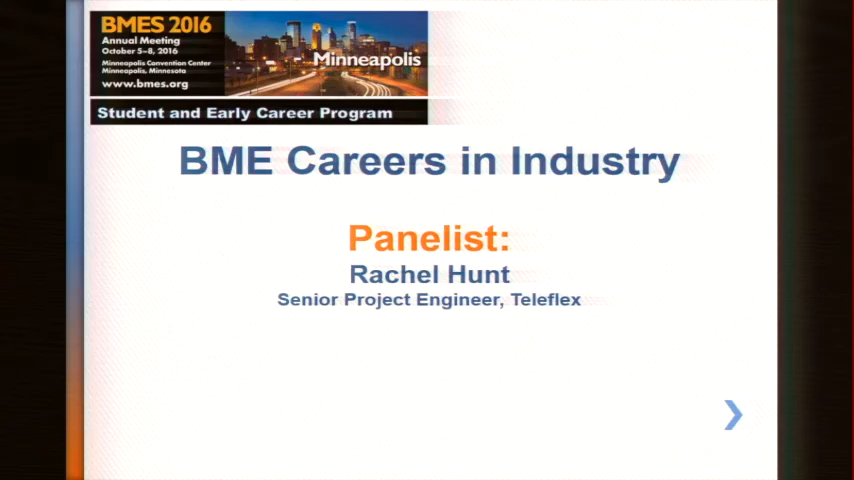 BMES 2016
Annual Meeting
October 5–8, 2016
Minneapolis Convention Center
Minneapolis, Minnesota
www.bmes.org
Minneapolis
Student and Early Career Program
BME Careers in Industry
Panelist:
Rachel Hunt
Senior Project Engineer, Teleflex